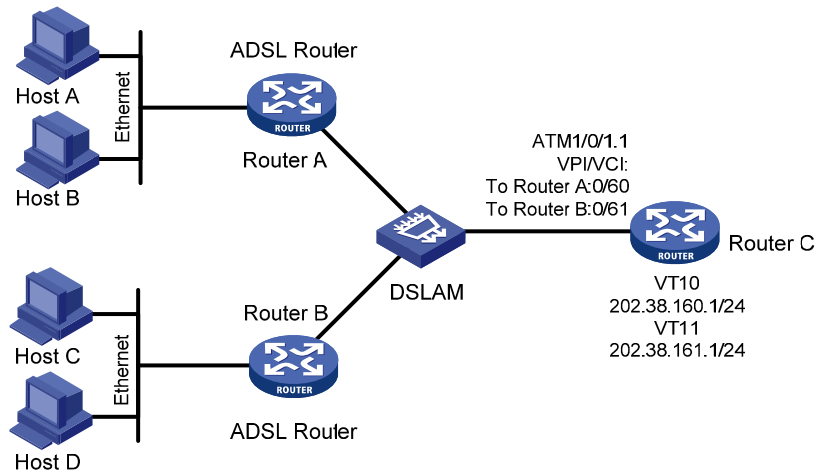 ADSL Router
Host A
Ethernet
ROUTER
Router A
Host B
ATM1/0/1.1
VPI/VCI:
To Router A:0/60
To Router B:0/61
ROUTER
Router C
DSLAM
VT10
202.38.160.1/24
VT11
202.38.161.1/24
Router B
Host C
Ethernet
ROUTER
ADSL Router
Host D